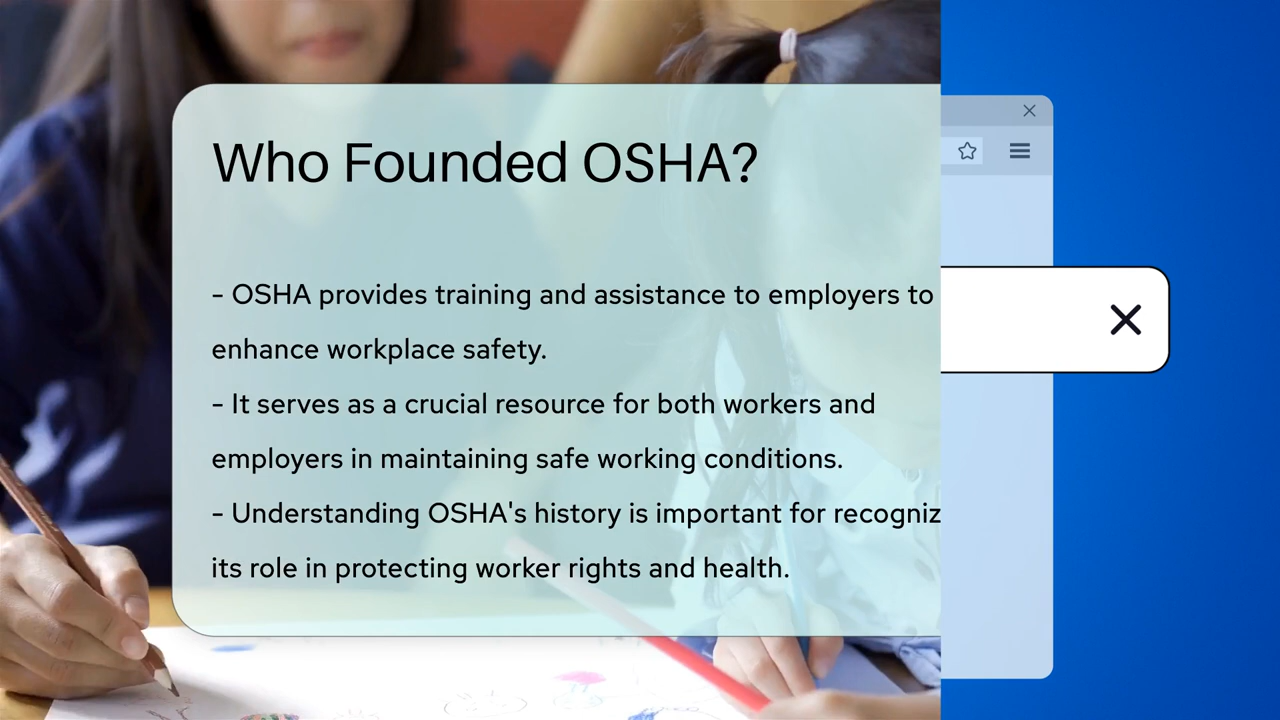 Who Founded OSHA?
- OSHA provides training and assistance to employers to
enhance workplace safety.
- It serves as a crucial resource for both workers and
employers in maintaining safe working conditions.
- Understanding OSHA's history is important for recogniz
its role in protecting worker rights and health.